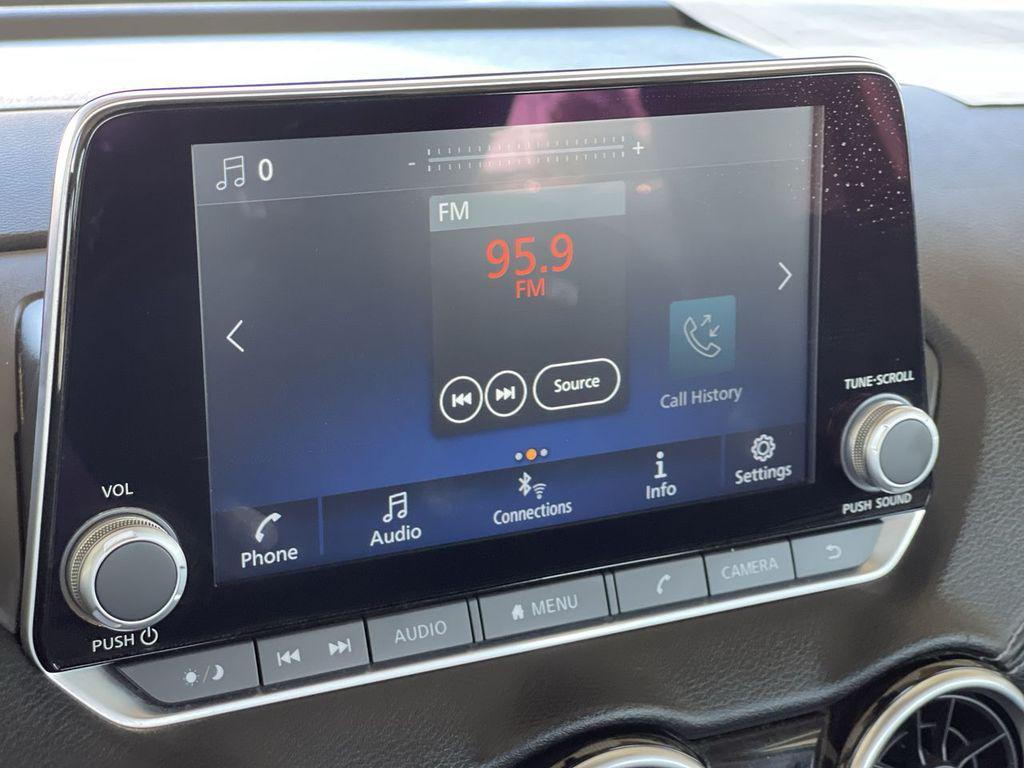 0
- +
FM
95.9
FM
Source
Call History
TUNE·SCROLL
PUSH SOUND
VOL
PUSH
Phone
Audio
Connections
Info
Settings
AUDIO
MENU
CAMERA